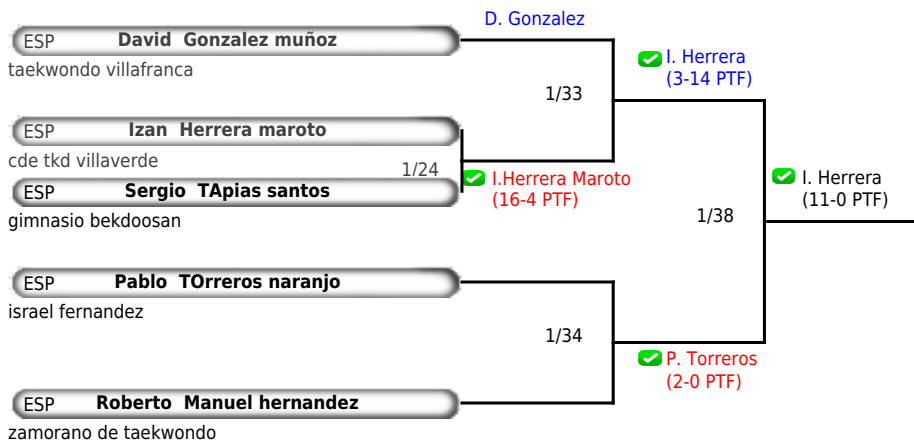 D. Gonzalez
ESP David Gonzalez muñoz
taekwondo villafranca
I. Herrera
(3-14 PTF)
1/33
ESP Izan Herrera maroto
cde tkd villaverde
1/24
I.Herrera Maroto
(16-4 PTF)
I. Herrera
(11-0 PTF)
ESP Sergio TApias santos
gimnasio bekdoosan
1/38
ESP Pablo TOrreros naranjo
israel fernandez
1/34
P. Torreros
(2-0 PTF)
ESP Roberto Manuel hernandez
zamorano de taekwondo